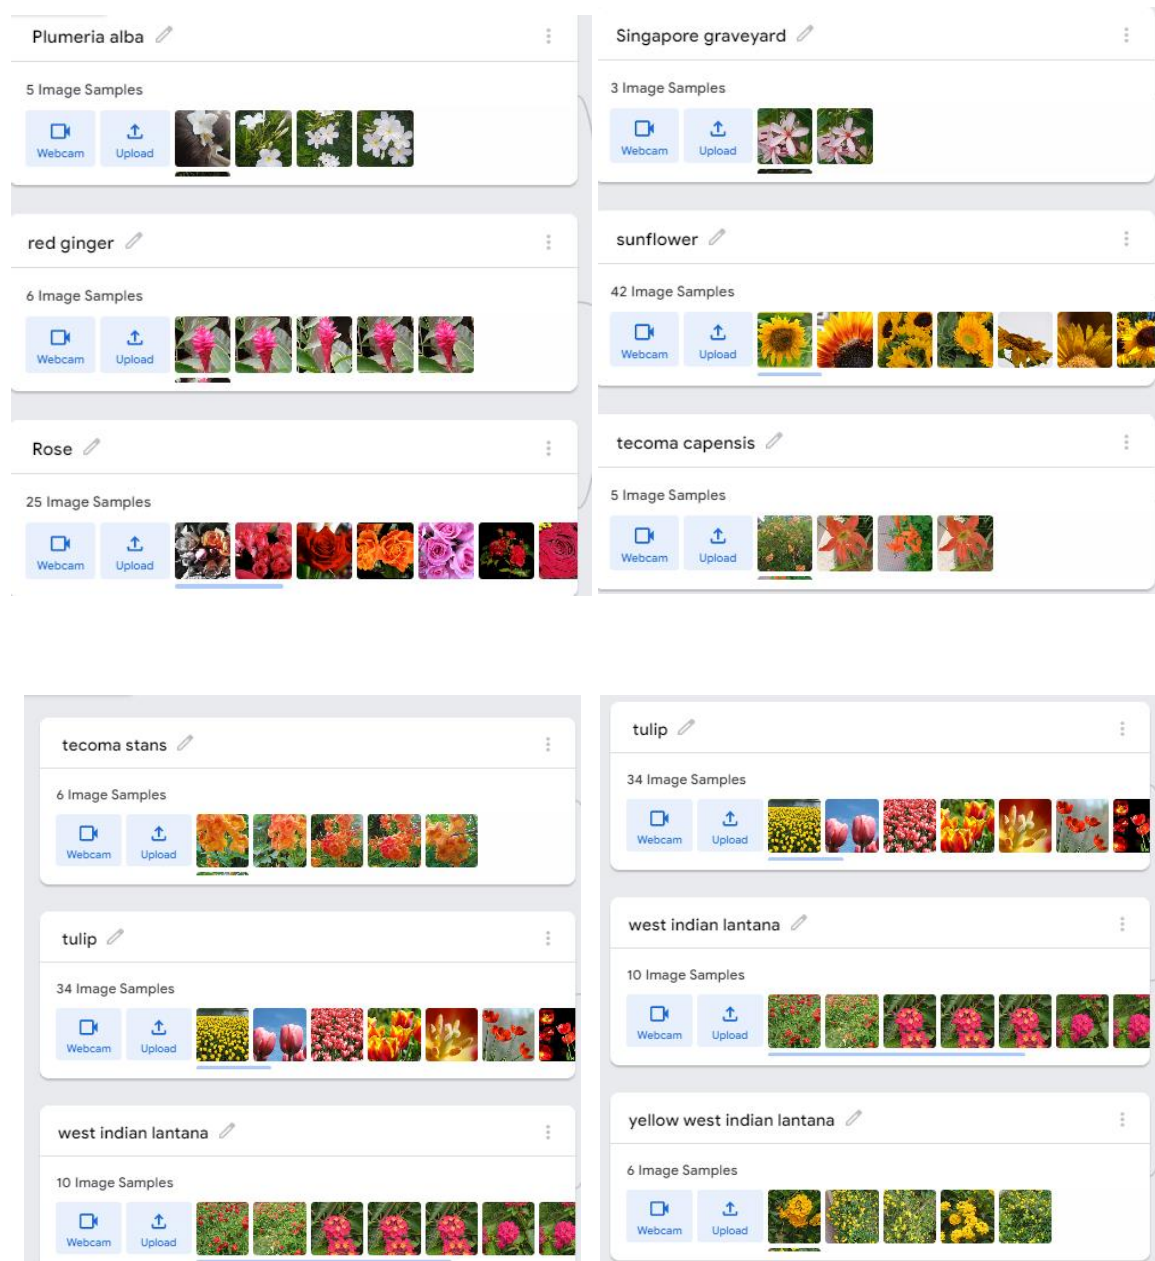 Plumeria alba
5 Image Samples
Webcam
Upload
red ginger
6 Image Samples
Webcam
Upload
Rose
25 Image Samples
Webcam
Upload
Singapore graveyard
3 Image Samples
Webcam
Upload
sunflower
42 Image Samples
Webcam
Upload
tecoma capensis
5 Image Samples
Webcam
Upload
tecoma stans
6 Image Samples
Webcam
Upload
tulip
34 Image Samples
Webcam
Upload
west indian lantana
10 Image Samples
Webcam
Upload
tulip
34 Image Samples
Webcam
Upload
west indian lantana
10 Image Samples
Webcam
Upload
yellow west indian lantana
6 Image Samples
Webcam
Upload